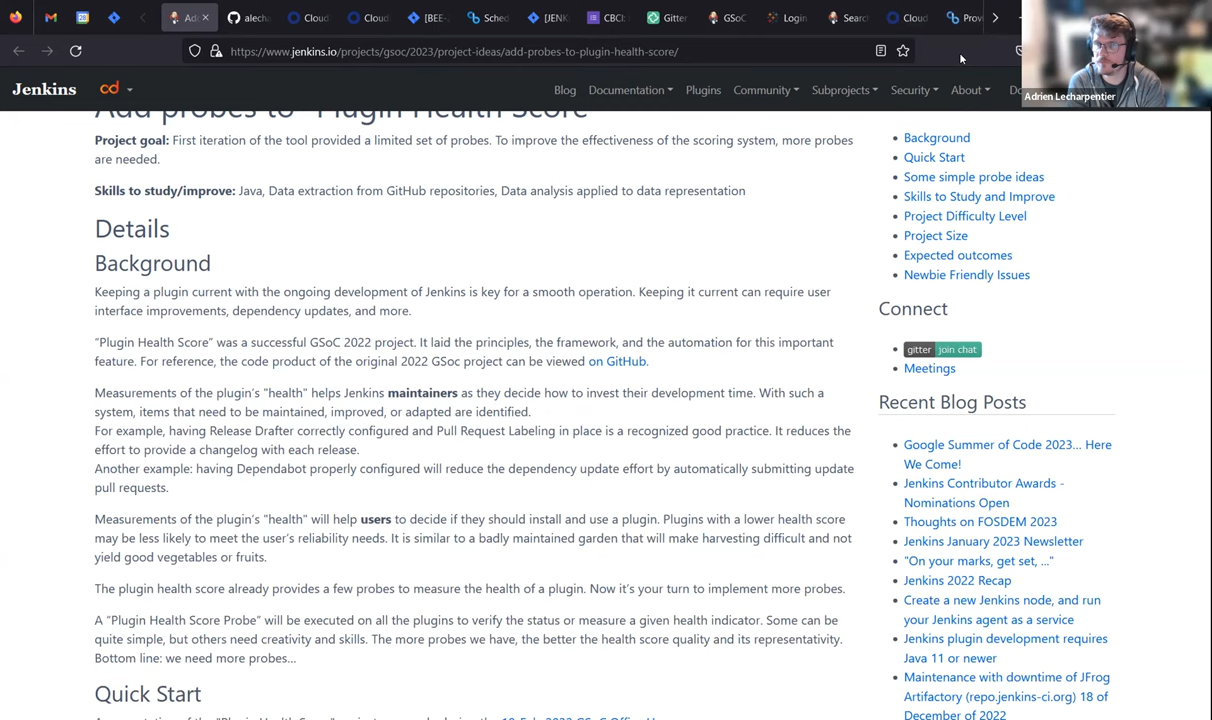 Ad
alecha
Cloud
Cloud
[BEE-
Sched
[JENK
CBCI:
Gitter
GSoC
Login
Search
Cloud
Prov
https://www.jenkins.io/projects/gsoc/2023/project-ideas/add-probes-to-plugin-health-score/
Adrien Lecharpentier
Jenkins
cd
Blog Documentation Plugins Community Subprojects Security About Do
Add probes to "Plugin Health Score"
Project goal: First iteration of the tool provided a limited set of probes. To improve the effectiveness of the scoring system, more probes
are needed.
Skills to study/improve: Java, Data extraction from GitHub repositories, Data analysis applied to data representation
Details
Background
Keeping a plugin current with the ongoing development of Jenkins is key for a smooth operation. Keeping it current can require user
interface improvements, dependency updates, and more.
“Plugin Health Score” was a successful GSoC 2022 project. It laid the principles, the framework, and the automation for this important
feature. For reference, the code product of the original 2022 GSoc project can be viewed on GitHub.
Measurements of the plugin’s "health" helps Jenkins maintainers as they decide how to invest their development time. With such a
system, items that need to be maintained, improved, or adapted are identified.
For example, having Release Drafter correctly configured and Pull Request Labeling in place is a recognized good practice. It reduces the
effort to provide a changelog with each release.
Another example: having Dependabot properly configured will reduce the dependency update effort by automatically submitting update
pull requests.
Measurements of the plugin’s "health" will help users to decide if they should install and use a plugin. Plugins with a lower health score
may be less likely to meet the user’s reliability needs. It is similar to a badly maintained garden that will make harvesting difficult and not
yield good vegetables or fruits.
The plugin health score already provides a few probes to measure the health of a plugin. Now it’s your turn to implement more probes.
A “Plugin Health Score Probe” will be executed on all the plugins to verify the status or measure a given health indicator. Some can be
quite simple, but others need creativity and skills. The more probes we have, the better the health score quality and its representativity.
Bottom line: we need more probes…
Quick Start
Background
Quick Start
Some simple probe ideas
Skills to Study and Improve
Project Difficulty Level
Project Size
Expected outcomes
Newbie Friendly Issues
Connect
gitter join chat
Meetings
Recent Blog Posts
Google Summer of Code 2023... Here
We Come!
Jenkins Contributor Awards -
Nominations Open
Thoughts on FOSDEM 2023
Jenkins January 2023 Newsletter
"On your marks, get set, ..."
Jenkins 2022 Recap
Create a new Jenkins node, and run
your Jenkins agent as a service
Jenkins plugin development requires
Java 11 or newer
Maintenance with downtime of JFrog
Artifactory (repo.jenkins-ci.org) 18 of
December of 2022